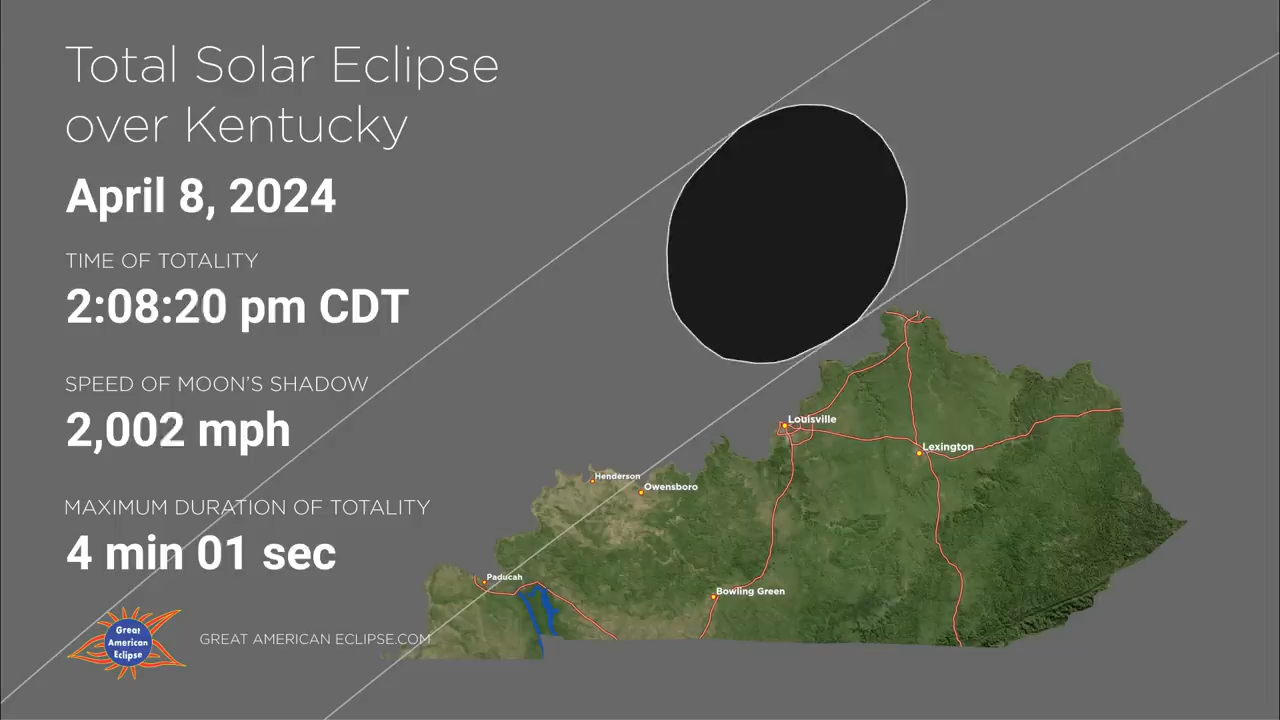 Total Solar Eclipse
over Kentucky
April 8, 2024
TIME OF TOTALITY
2:08:20 pm CDT
SPEED OF MOON'S SHADOW
2,002 mph
MAXIMUM DURATION OF TOTALITY
4 min 01 sec
Great
American
Eclipse
GREAT AMERICAN ECLIPSE.COM
Louisville
Lexington
Henderson
Owensboro
Paducah
Bowling Green